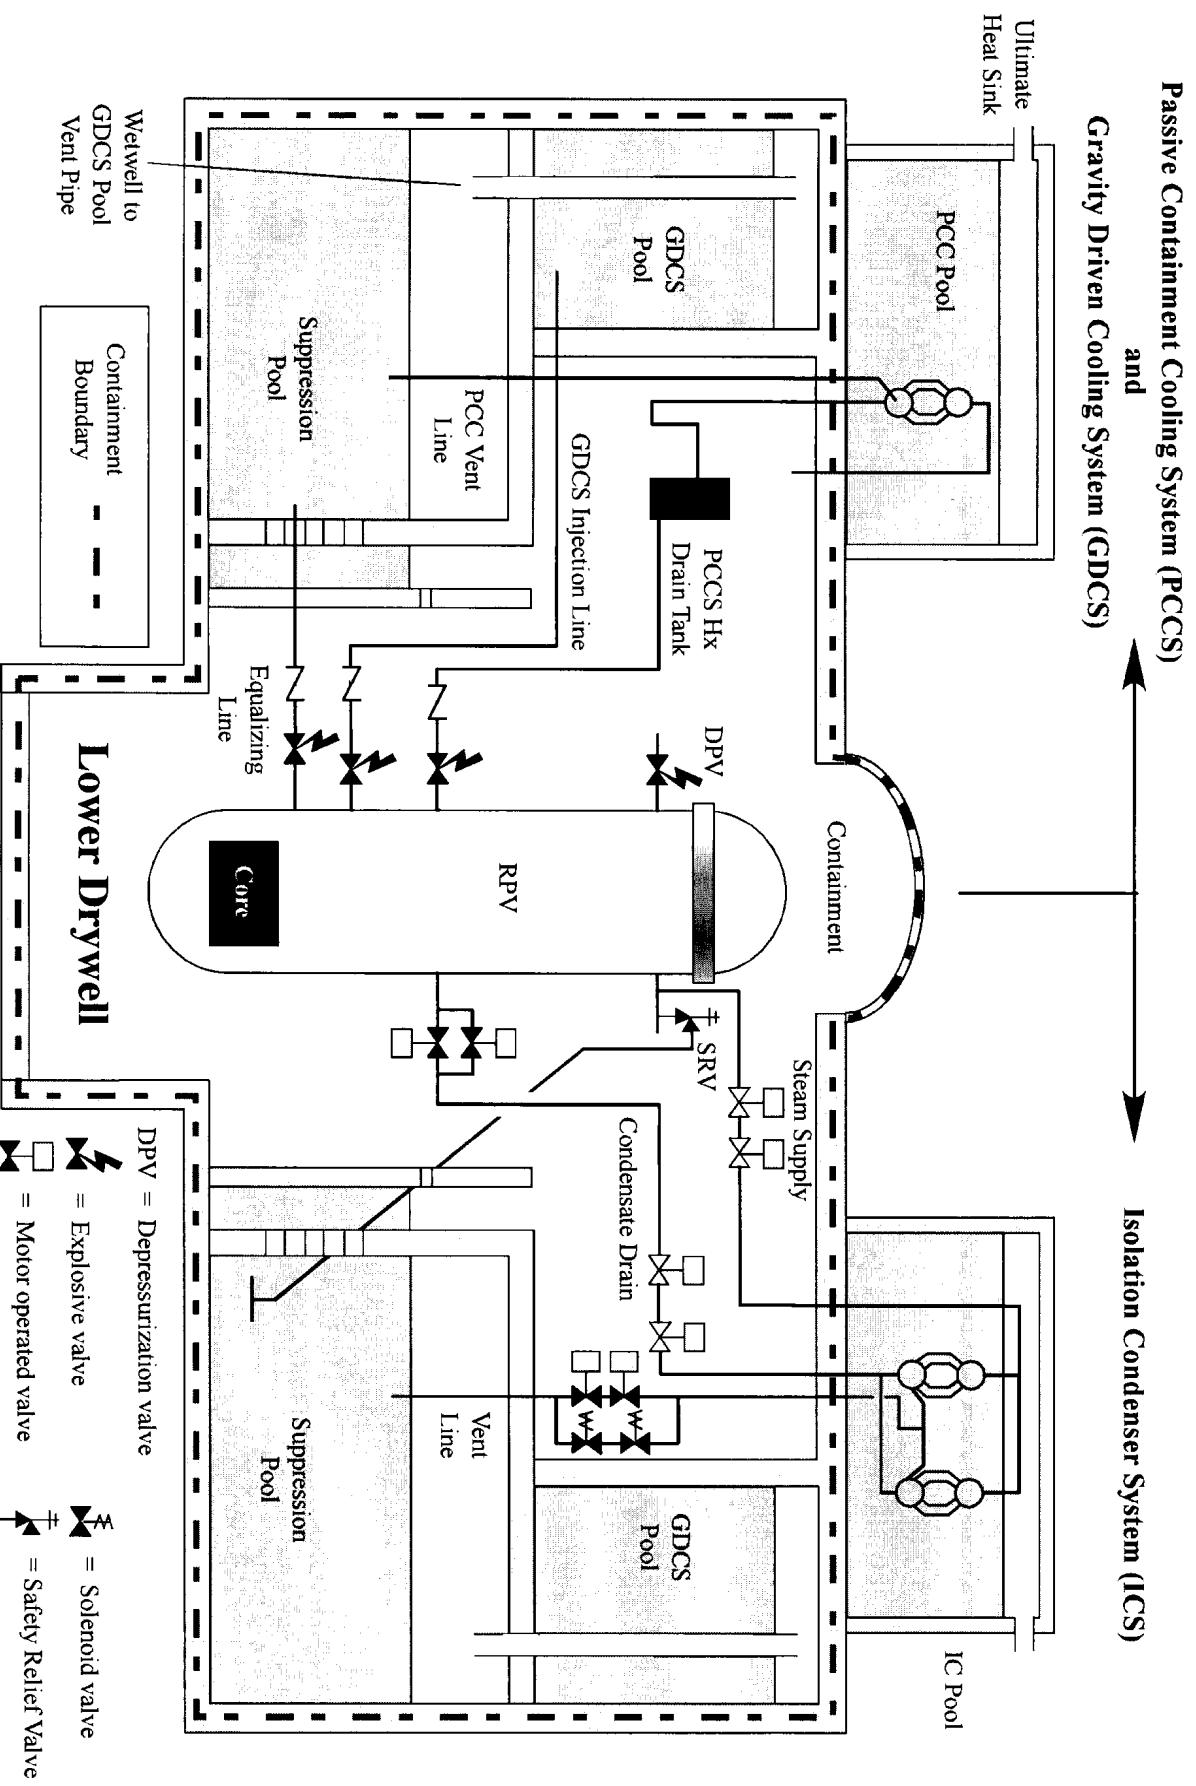 Passive Containment Cooling System (PCCS)
and
Gravity Driven Cooling System (GDCS)
Isolation Condenser System (ICS)
Ultimate
Heat Sink
PCC Pool
IC Pool
Containment
Steam Supply
GDCS
Pool
PCCS Hx
Drain Tank
DPV
SRV
GDCS
Pool
GDCS Injection Line
Condensate Drain
RPV
PCC Vent
Line
Vent
Line
Suppression
Pool
Equalizing
Line
Core
Suppression
Pool
Wetwell to
GDCS Pool
Vent Pipe
Lower Drywell
Containment
Boundary
DPV = Depressurization valve
= Explosive valve
= Motor operated valve
= Solenoid valve
= Safety Relief Valve